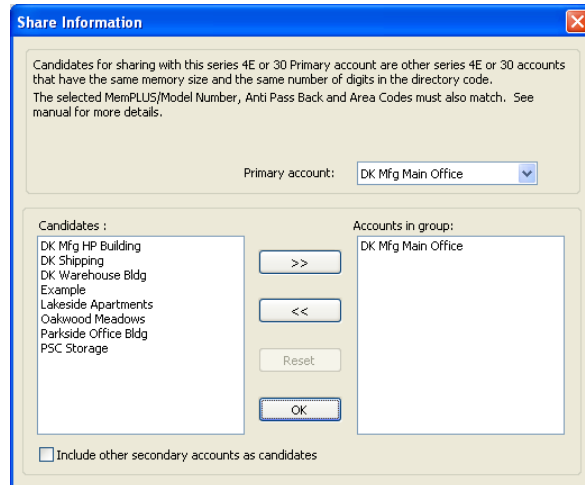 Share Information
Candidates for sharing with this series 4E or 30 Primary account are other series 4E or 30 accounts
that have the same memory size and the same number of digits in the directory code.
The selected MemPLUS/Model Number, Anti Pass Back and Area Codes must also match.  See
manual for more details.
Primary account: DK Mfg Main Office
Candidates :
DK Mfg HP Building
DK Shipping
DK Warehouse Bldg
Example
Lakeside Apartments
Oakwood Meadows
Parkside Office Bldg
PSC Storage
>>
<<
Reset
OK
Accounts in group:
DK Mfg Main Office
Include other secondary accounts as candidates